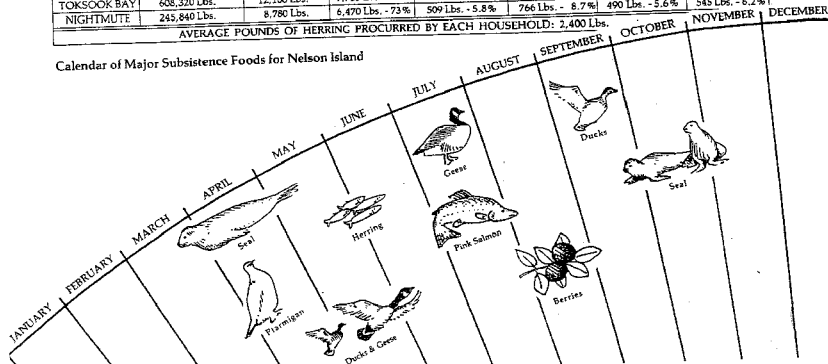 TOKSOOK BAY 608,320 Lbs.
NIGHTMUTE 245,840 Lbs. 8,780 Lbs. 6,470 Lbs. - 73% 509 Lbs. - 5.8% 766 Lbs. - 8.7% 490 Lbs. - 5.6% 545 Lbs. - 6.2%
AVERAGE POUNDS OF HERRING PROCURRED BY EACH HOUSEHOLD: 2,400 Lbs.
Calendar of Major Subsistence Foods for Nelson Island
JANUARY
FEBRUARY
MARCH
APRIL
MAY
JUNE
JULY
AUGUST
SEPTEMBER
OCTOBER
NOVEMBER
DECEMBER
Seal
Ptarmigan
Herring
Ducks & Geese
Geese
Pink Salmon
Ducks
Berries
Seal